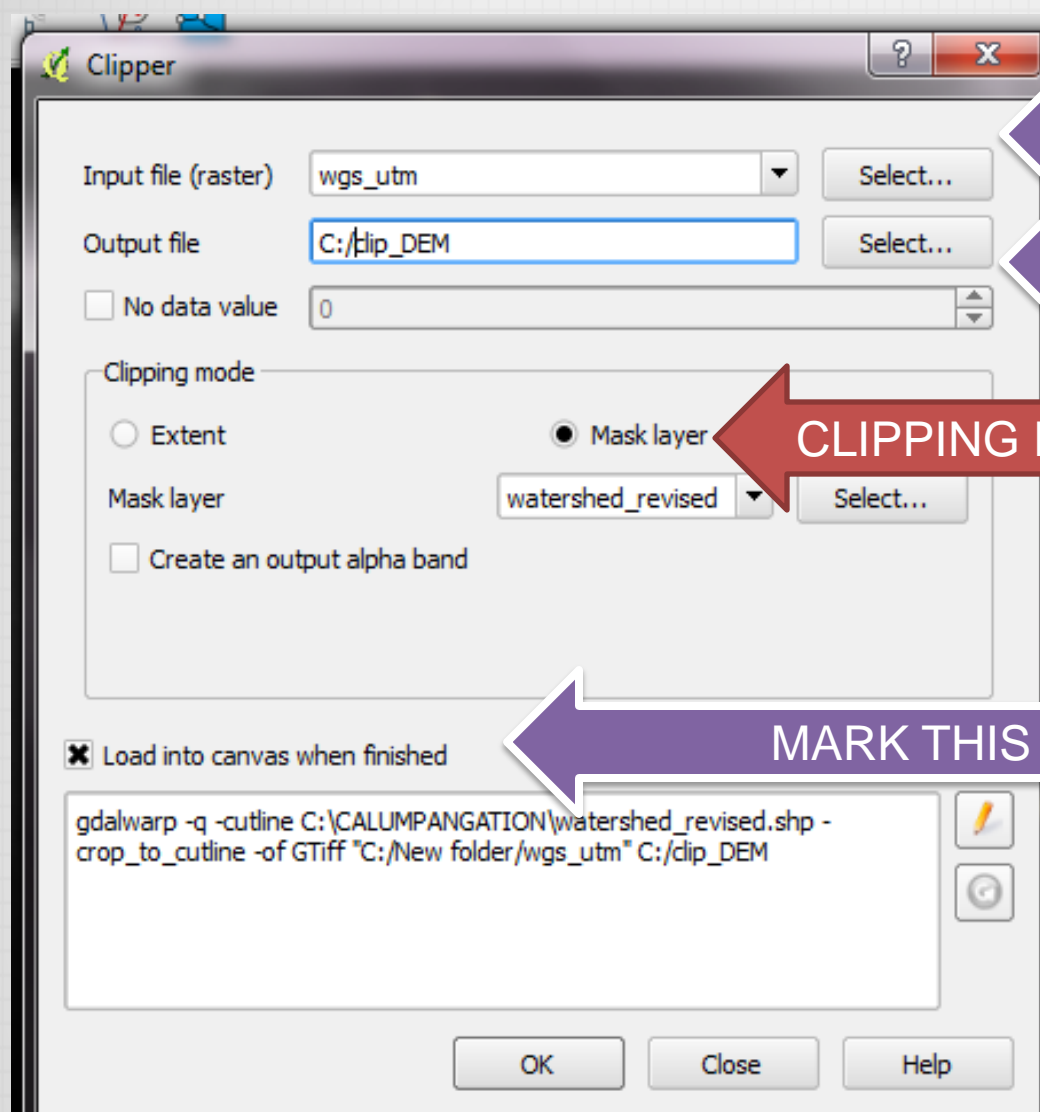 Clipper
Input file (raster) wgs_utm Select...
Output file C:/clip_DEM Select...
No data value 0
Clipping mode
Extent Mask layer CLIPPING
Mask layer watershed_revised Select...
Create an output alpha band
MARK THIS
Load into canvas when finished
gdalwarp -q -cutline C:\CALUMPANGATION\watershed_revised.shp -
crop_to_cutline -of GTiff "C:/New folder/wgs_utm" C:/clip_DEM
OK Close Help